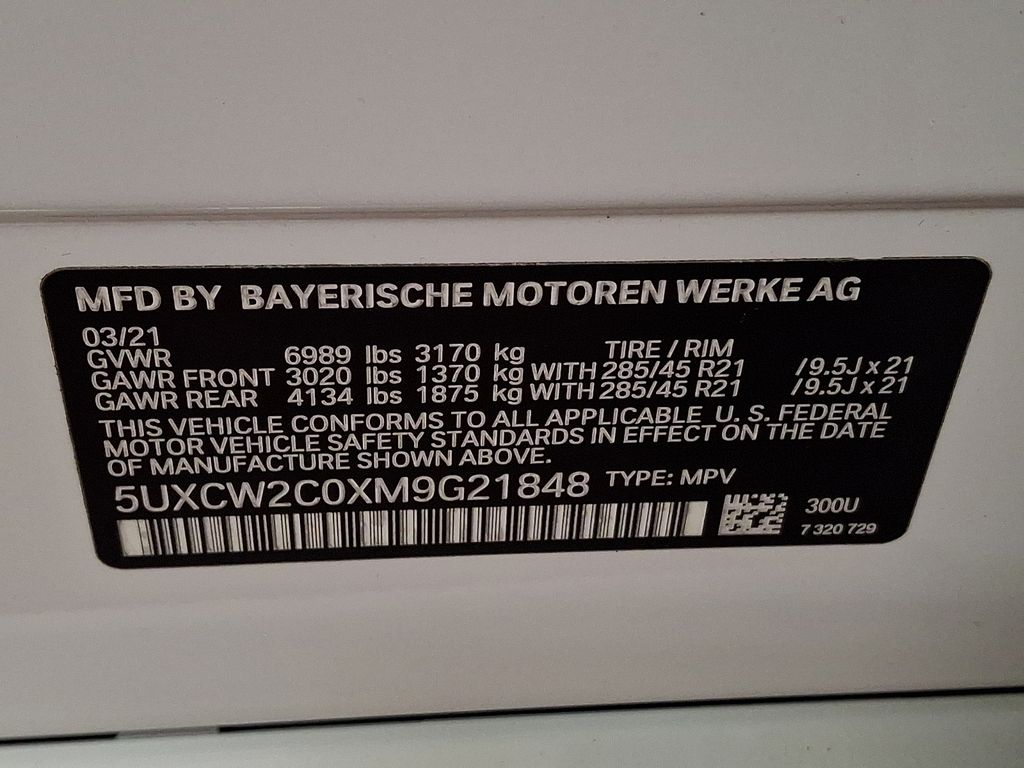 MFD BY BAYERISCHE MOTOREN WERKE AG
03/21 TIRE / RIM
GVWR 6989 lbs 3170 kg
GAWR FRONT 3020 lbs 1370 kg WITH 285/45 R21 /9.5J x 21
GAWR REAR 4134 lbs 1875 kg WITH 285/45 R21 /9.5J x 21
THIS VEHICLE CONFORMS TO ALL APPLICABLE U. S. FEDERAL
MOTOR VEHICLE SAFETY STANDARDS IN EFFECT ON THE DATE
OF MANUFACTURE SHOWN ABOVE.
5UXCW2C0XM9G21848 TYPE: MPV
300U
7 320 729